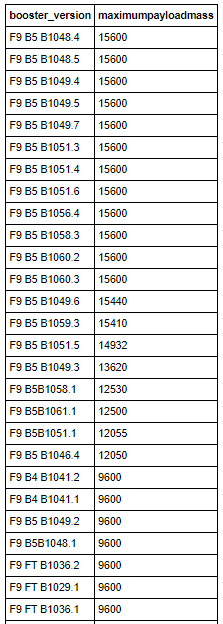 booster_version maximumpayloadmass
F9 B5 B1048.4 15600
F9 B5 B1048.5 15600
F9 B5 B1049.4 15600
F9 B5 B1049.5 15600
F9 B5 B1049.7 15600
F9 B5 B1051.3 15600
F9 B5 B1051.4 15600
F9 B5 B1051.6 15600
F9 B5 B1056.4 15600
F9 B5 B1058.3 15600
F9 B5 B1060.2 15600
F9 B5 B1060.3 15600
F9 B5 B1049.6 15440
F9 B5 B1059.3 15410
F9 B5 B1051.5 14932
F9 B5 B1049.3 13620
F9 B5B1058.1 12530
F9 B5B1061.1 12500
F9 B5B1051.1 12055
F9 B5 B1046.4 12050
F9 B4 B1041.2 9600
F9 B4 B1041.1 9600
F9 B5 B1049.2 9600
F9 B5B1048.1 9600
F9 FT B1036.2 9600
F9 FT B1029.1 9600
F9 FT B1036.1 9600